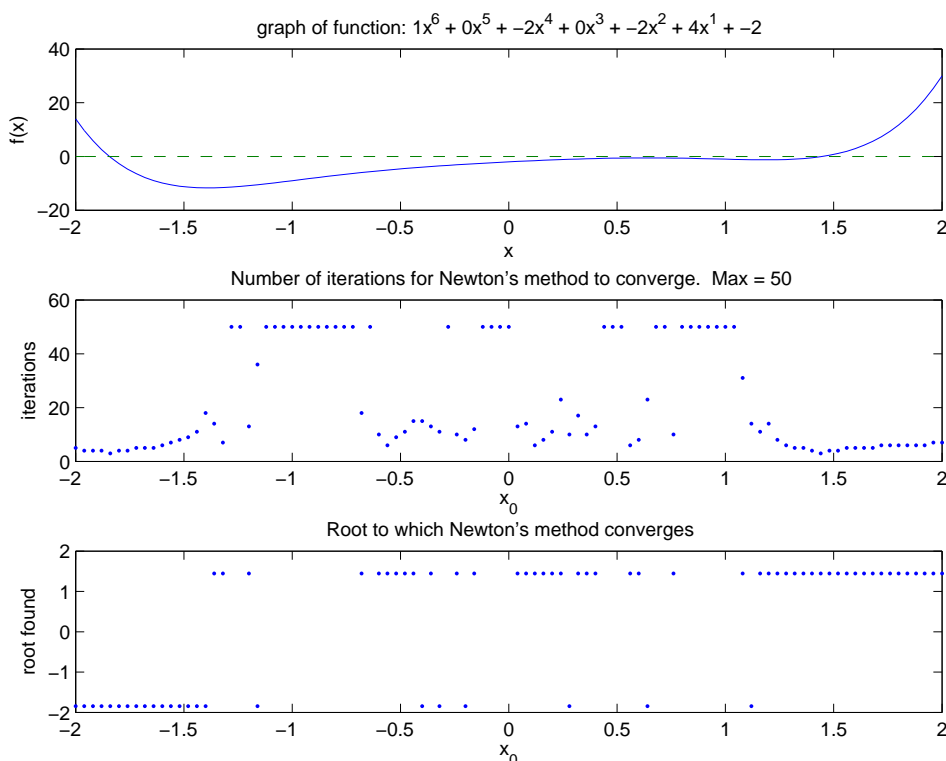 graph of function: 1x^6 + 0x^5 + -2x^4 + 0x^3 + -2x^2 + 4x^1 + -2
40
20
0
-20
f(x)
-2 -1.5 -1 -0.5 0 0.5 1 1.5 2
x
Number of iterations for Newton's method to converge. Max = 50
60
40
20
0
iterations
-2 -1.5 -1 -0.5 0 0.5 1 1.5 2
x_0
Root to which Newton's method converges
2
1
0
-1
-2
root found
-2 -1.5 -1 -0.5 0 0.5 1 1.5 2
x_0